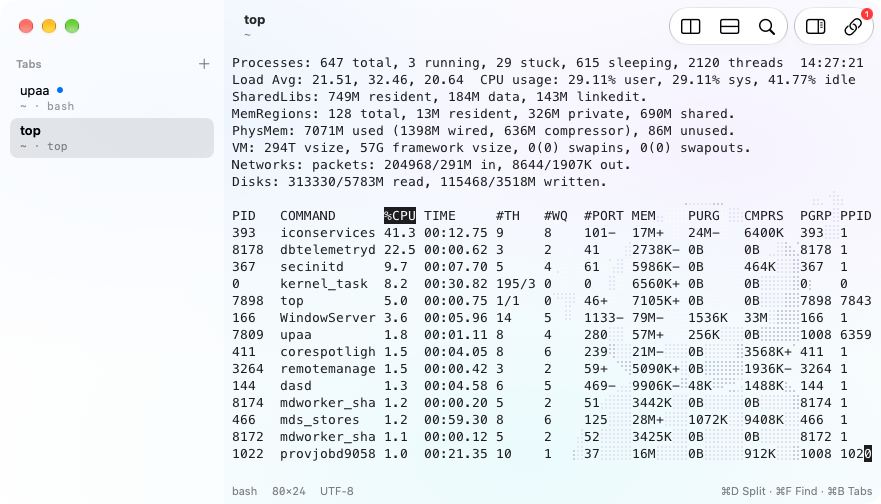 top
~
1
Tabs
upaa
~ · bash
top
~ · top
Processes: 647 total, 3 running, 29 stuck, 615 sleeping, 2120 threads  14:27:21
Load Avg: 21.51, 32.46, 20.64  CPU usage: 29.11% user, 29.11% sys, 41.77% idle
SharedLibs: 749M resident, 184M data, 143M linkedit.
MemRegions: 128 total, 13M resident, 326M private, 690M shared.
PhysMem: 7071M used (1398M wired, 636M compressor), 86M unused.
VM: 294T vsize, 57G framework vsize, 0(0) swapins, 0(0) swapouts.
Networks: packets: 204968/291M in, 8644/1907K out.
Disks: 313330/5783M read, 115468/3518M written.
PID   COMMAND      %CPU TIME     #TH   #WQ  #PORT MEM    PURG   CMPRS  PGRP PPID
393   iconservices 41.3 00:12.75 9     8    101-  17M+   24M-   6400K  393  1
8178  dbtelemetryd 22.5 00:00.62 3     2    41    2738K- 0B     0B     8178 1
367   secinitd     9.7  00:07.70 5     4    61    5986K- 0B     464K   367  1
0     kernel_task  8.2  00:30.82 195/3 0    0     6560K+ 0B     0B     0    0
7898  top          5.0  00:00.75 1/1   0    46+   7105K+ 0B     0B     7898 7843
166   WindowServer 3.6  00:05.96 14    5    1133- 79M-   1536K  33M    166  1
7809  upaa         1.8  00:01.11 8     4    280   57M+   256K   0B     1008 6359
411   corespotligh 1.5  00:04.05 8     6    239   21M-   0B     3568K+ 411  1
3264  remotemanage 1.5  00:00.42 3     2    59+   5090K+ 0B     1936K- 3264 1
144   dasd         1.3  00:04.58 6     5    469-  9906K- 48K    1488K  144  1
8174  mdworker_sha 1.2  00:00.20 5     2    51    3442K  0B     0B     8174 1
466   mds_stores   1.2  00:59.30 8     6    125   28M+   1072K  9408K  466  1
8172  mdworker_sha 1.1  00:00.12 5     2    52    3425K  0B     0B     8172 1
1022  provjobd9058 1.0  00:21.35 10    1    37    16M    0B     912K   1008 1020
bash  80×24  UTF-8  ⌘D Split · ⌘F Find · ⌘B Tabs